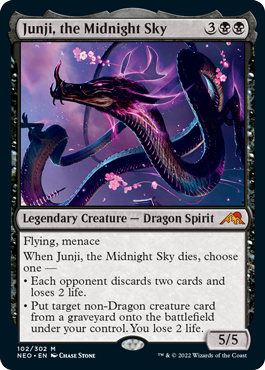 Junji, the Midnight Sky 3
Legendary Creature — Dragon Spirit
Flying, menace
When Junji, the Midnight Sky dies, choose
one —
• Each opponent discards two cards and
loses 2 life.
• Put target non-Dragon creature card
from a graveyard onto the battlefield
under your control. You lose 2 life.
5/5
102/302 M
NEO • EN CHASE STONE
™ & © 2022 Wizards of the Coast